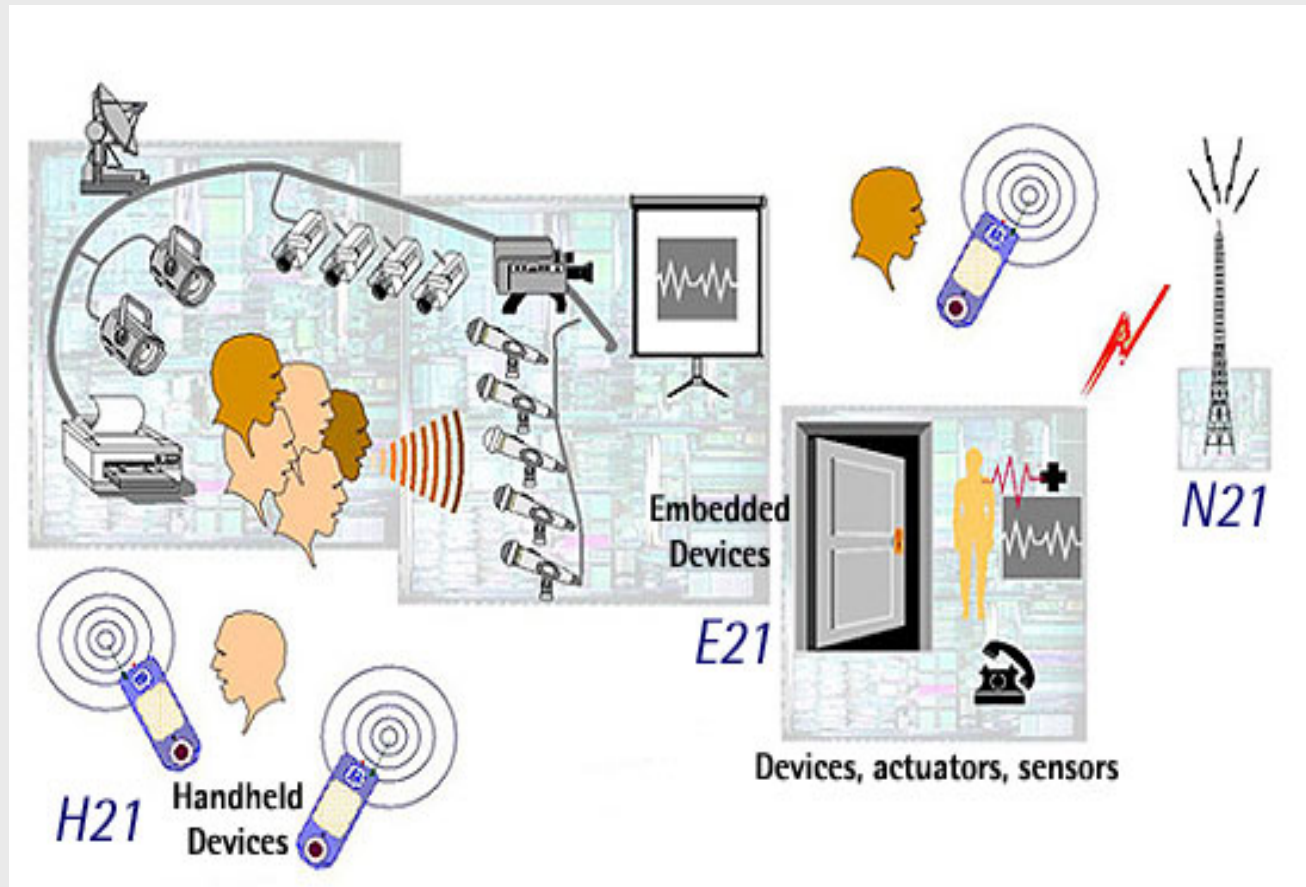 Embedded
Devices
E21
N21
Devices, actuators, sensors
H21
Handheld
Devices